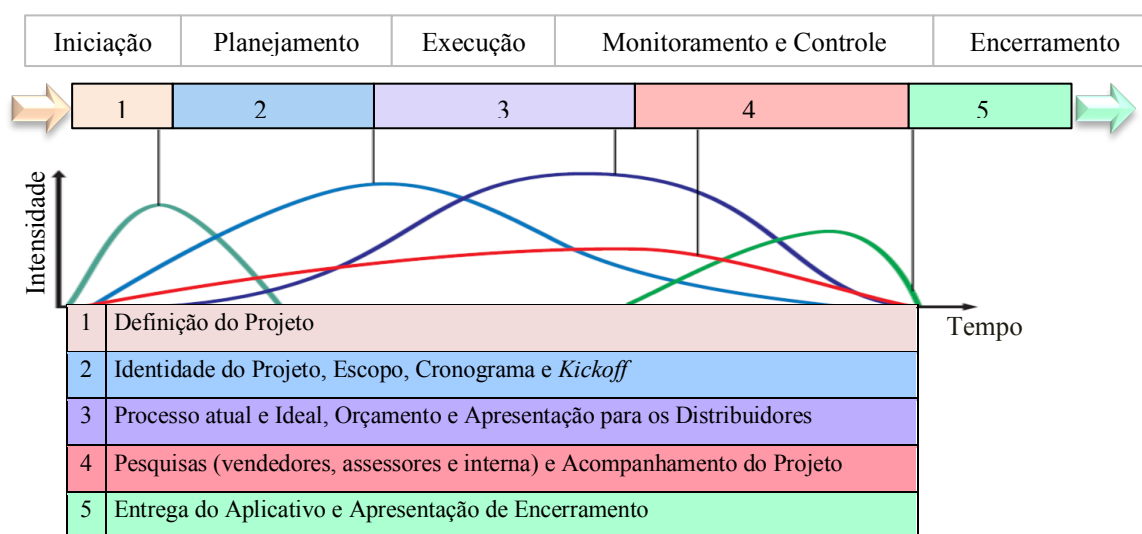 Iniciação Planejamento Execução Monitoramento e Controle Encerramento
1 2 3 4 5
Intensidade
Tempo
1 Definição do Projeto
2 Identidade do Projeto, Escopo, Cronograma e Kickoff
3 Processo atual e Ideal, Orçamento e Apresentação para os Distribuidores
4 Pesquisas (vendedores, assessores e interna) e Acompanhamento do Projeto
5 Entrega do Aplicativo e Apresentação de Encerramento